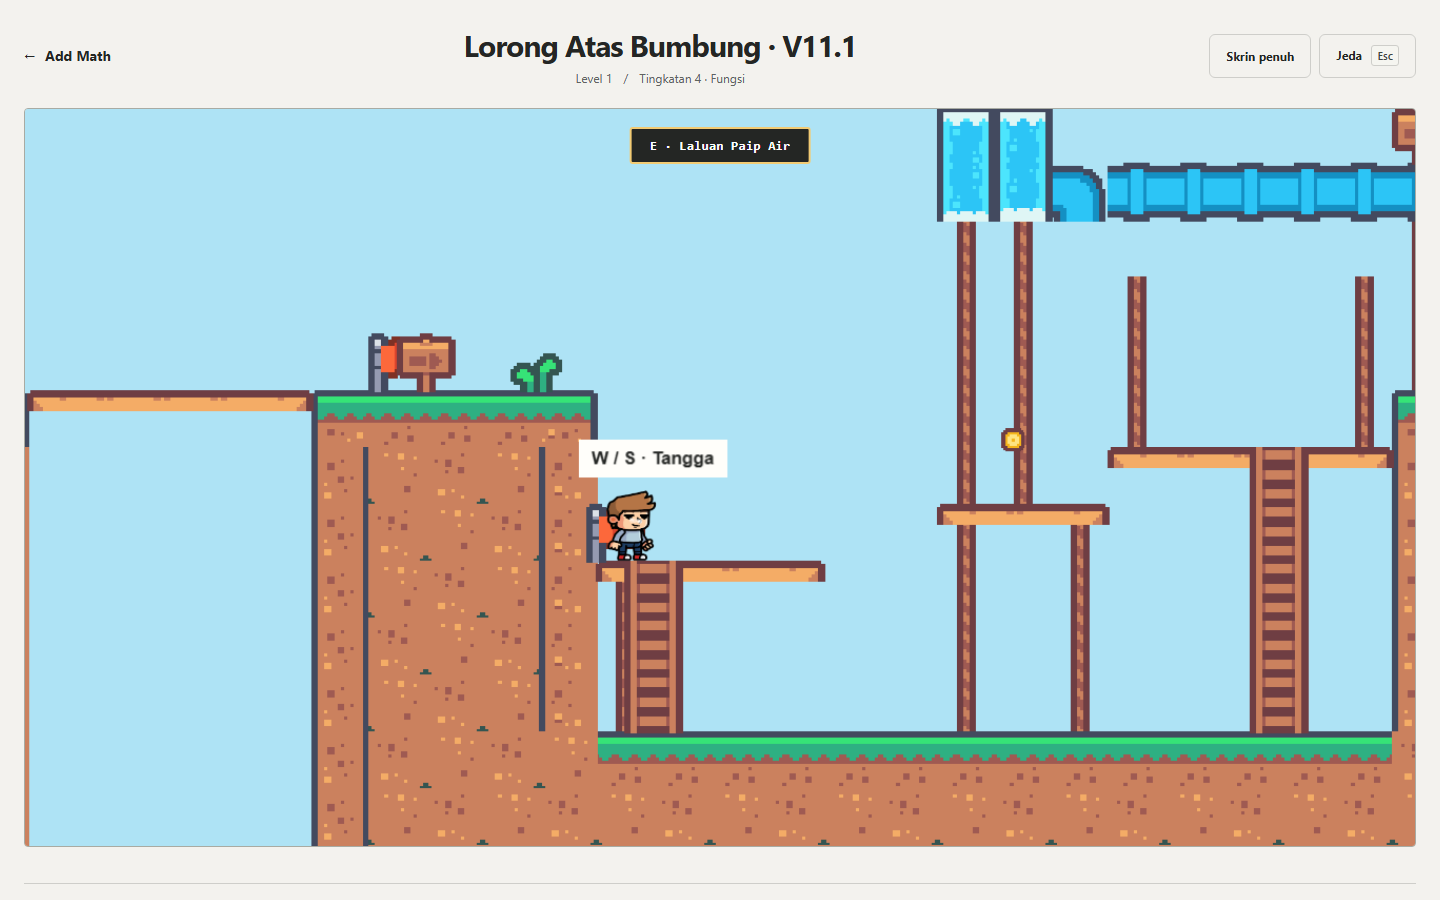 ← Add Math
Lorong Atas Bumbung · V11.1
Level 1 / Tingkatan 4 · Fungsi
Skrin penuh
Jeda Esc
E · Laluan Paip Air
W / S · Tangga